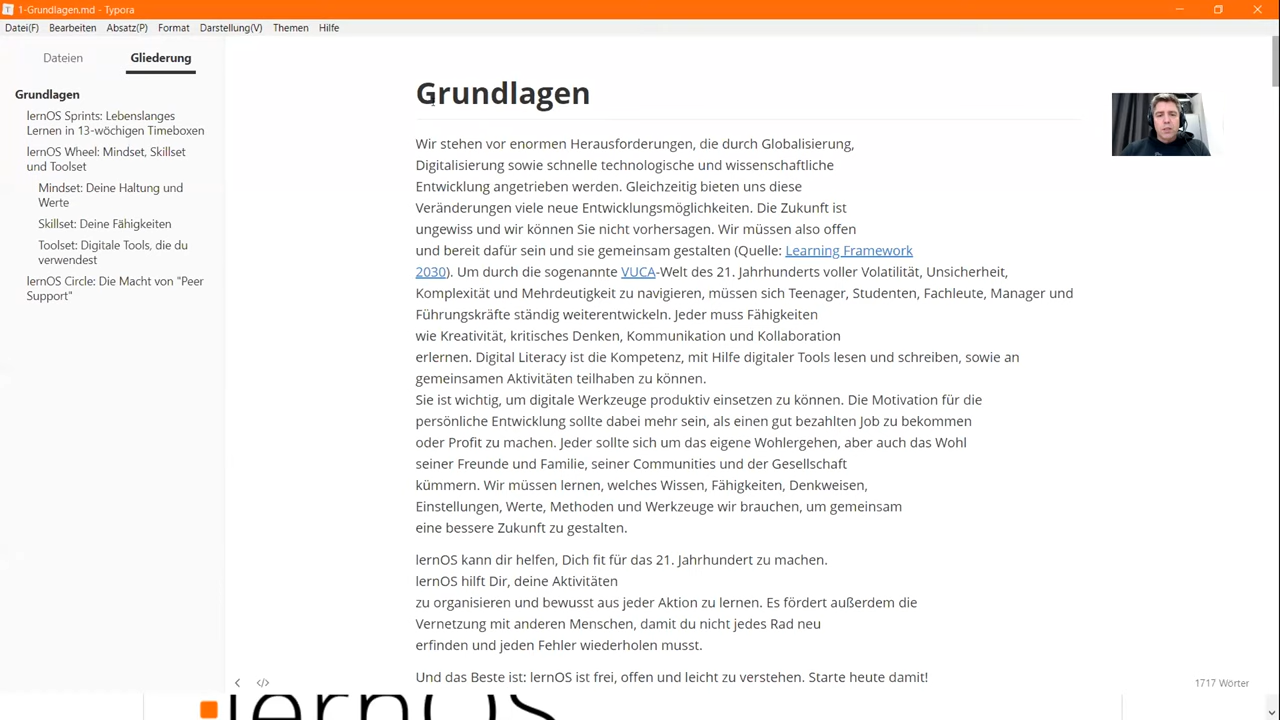 1-Grundlagen.md - Typora
Datei(F) Bearbeiten Absatz(P) Format Darstellung(V) Themen Hilfe
Dateien Gliederung
Grundlagen
lernOS Sprints: Lebenslanges
Lernen in 13-wöchigen Timeboxen
lernOS Wheel: Mindset, Skillset
und Toolset
Mindset: Deine Haltung und
Werte
Skillset: Deine Fähigkeiten
Toolset: Digitale Tools, die du
verwendest
lernOS Circle: Die Macht von "Peer
Support"
Grundlagen
Wir stehen vor enormen Herausforderungen, die durch Globalisierung,
Digitalisierung sowie schnelle technologische und wissenschaftliche
Entwicklung angetrieben werden. Gleichzeitig bieten uns diese
Veränderungen viele neue Entwicklungsmöglichkeiten. Die Zukunft ist
ungewiss und wir können Sie nicht vorhersagen. Wir müssen also offen
und bereit dafür sein und sie gemeinsam gestalten (Quelle: Learning Framework
2030). Um durch die sogenannte VUCA-Welt des 21. Jahrhunderts voller Volatilität, Unsicherheit,
Komplexität und Mehrdeutigkeit zu navigieren, müssen sich Teenager, Studenten, Fachleute, Manager und
Führungskräfte ständig weiterentwickeln. Jeder muss Fähigkeiten
wie Kreativität, kritisches Denken, Kommunikation und Kollaboration
erlernen. Digital Literacy ist die Kompetenz, mit Hilfe digitaler Tools lesen und schreiben, sowie an
gemeinsamen Aktivitäten teilhaben zu können.
Sie ist wichtig, um digitale Werkzeuge produktiv einsetzen zu können. Die Motivation für die
persönliche Entwicklung sollte dabei mehr sein, als einen gut bezahlten Job zu bekommen
oder Profit zu machen. Jeder sollte sich um das eigene Wohlergehen, aber auch das Wohl
seiner Freunde und Familie, seiner Communities und der Gesellschaft
kümmern. Wir müssen lernen, welches Wissen, Fähigkeiten, Denkweisen,
Einstellungen, Werte, Methoden und Werkzeuge wir brauchen, um gemeinsam
eine bessere Zukunft zu gestalten.
lernOS kann dir helfen, Dich fit für das 21. Jahrhundert zu machen.
lernOS hilft Dir, deine Aktivitäten
zu organisieren und bewusst aus jeder Aktion zu lernen. Es fördert außerdem die
Vernetzung mit anderen Menschen, damit du nicht jedes Rad neu
erfinden und jeden Fehler wiederholen musst.
Und das Beste ist: lernOS ist frei, offen und leicht zu verstehen. Starte heute damit!
1717 Wörter
lernOS